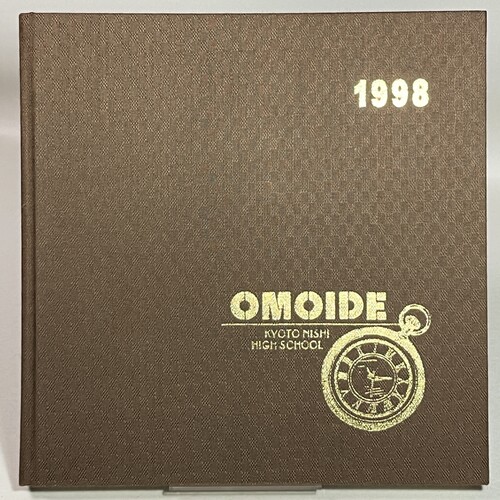 1998
OMOIDE
KYOTO NISHI
HIGH SCHOOL